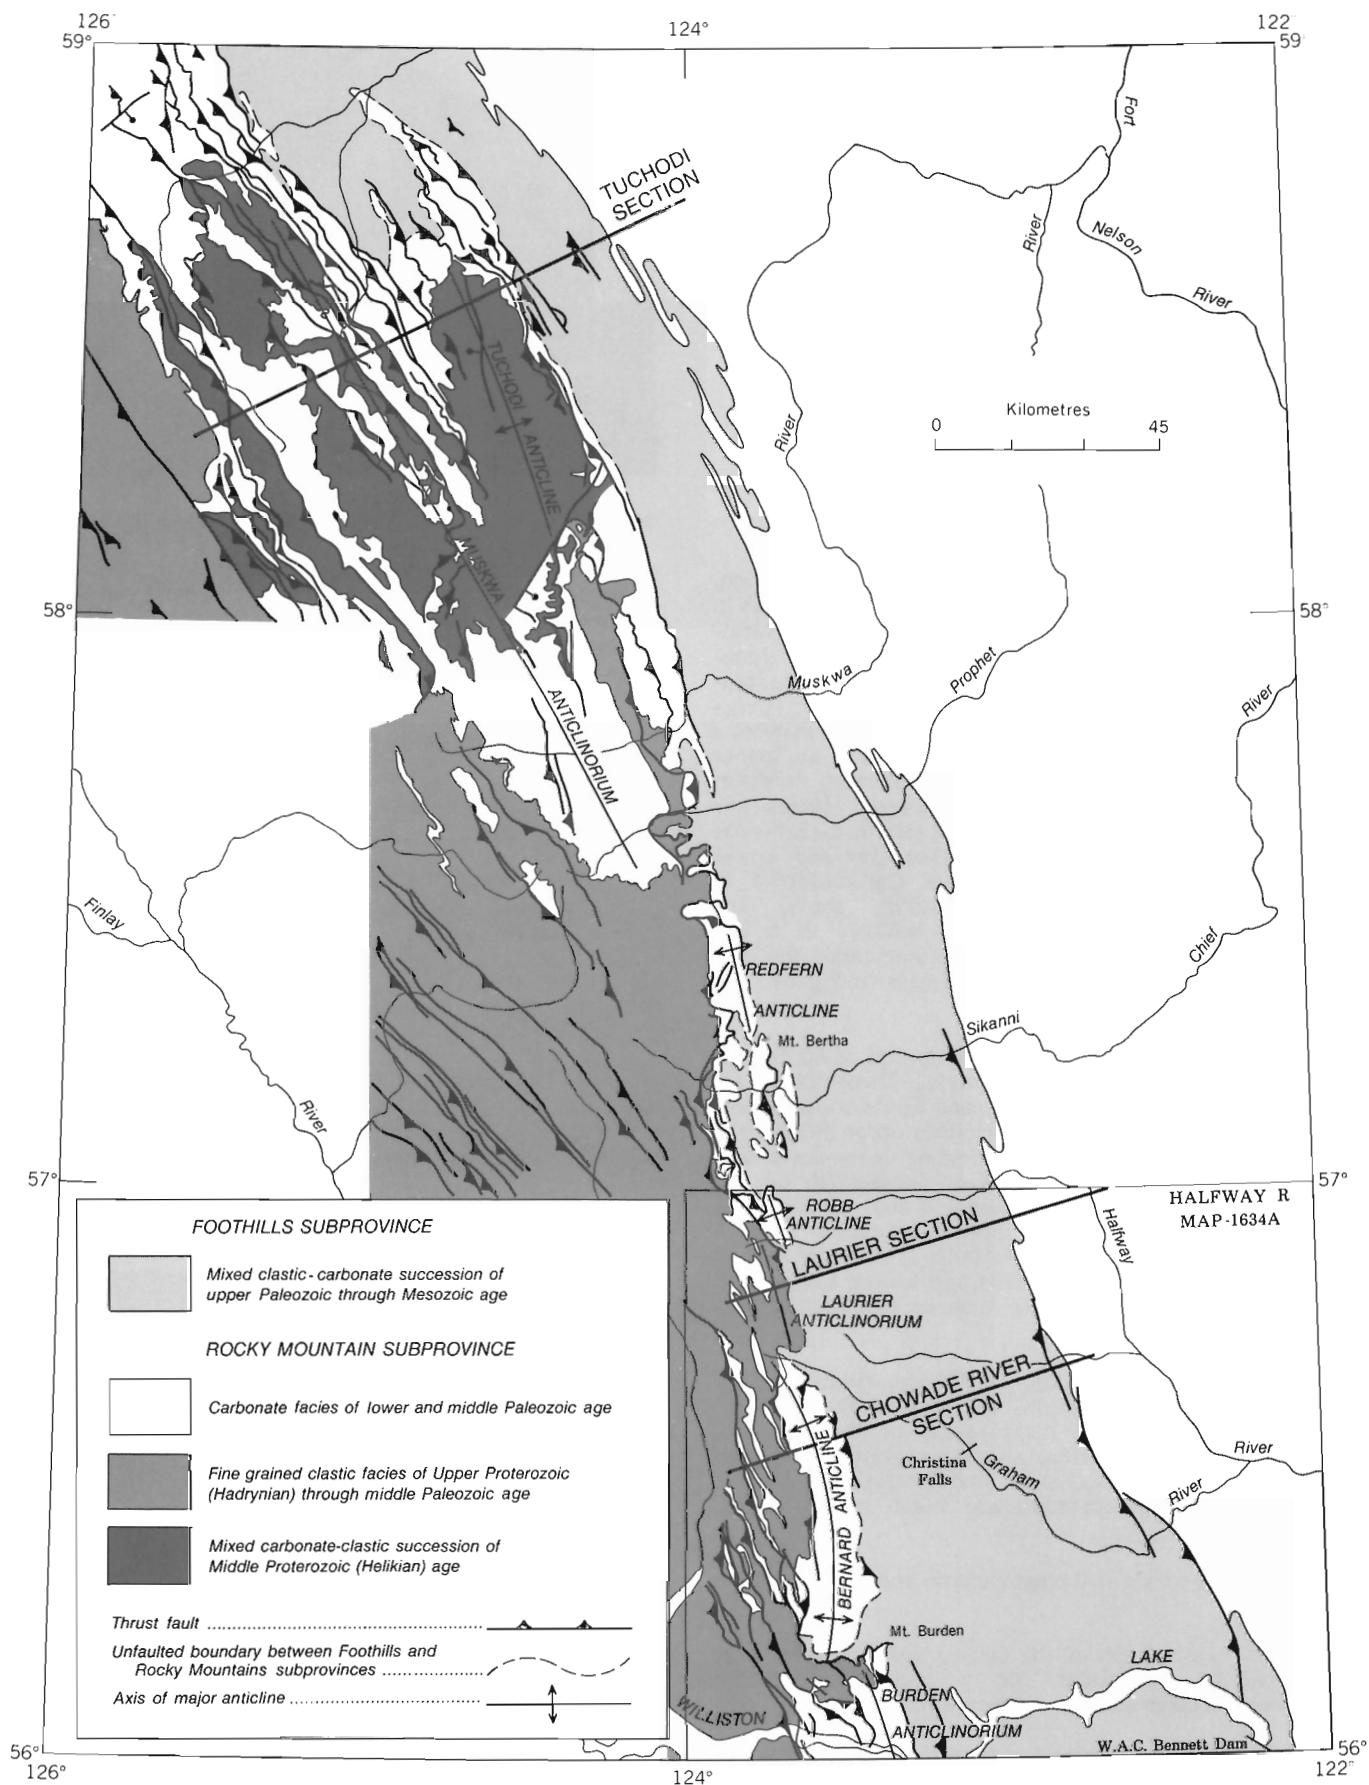 126°
124°
122°
59°
59°
TUCHODI
SECTION
Fort
Nelson
River
River
River
Kilometres
0
45
TUCHODI
ANTICLINE
MUSKWA
ANTICLINORIUM
58°
58°
Muskwa
Prophet
River
Finlay
River
Chief
Sikanni
REDFERN
ANTICLINE
Mt. Bertha
57°
57°
HALFWAY R
MAP-1634A
ROBB
ANTICLINE
LAURIER SECTION
Halfway
LAURIER
ANTICLINORIUM
CHOWADE RIVER
SECTION
Christina
Falls
Graham
River
River
BERNARD ANTICLINE
Mt. Burden
LAKE
BURDEN
ANTICLINORIUM
WILLISTON
W.A.C. Bennett Dam
FOOTHILLS SUBPROVINCE
Mixed clastic-carbonate succession of
upper Paleozoic through Mesozoic age
ROCKY MOUNTAIN SUBPROVINCE
Carbonate facies of lower and middle Paleozoic age
Fine grained clastic facies of Upper Proterozoic
(Hadrynian) through middle Paleozoic age
Mixed carbonate-clastic succession of
Middle Proterozoic (Helikian) age
Thrust fault
Unfaulted boundary between Foothills and
Rocky Mountains subprovinces
Axis of major anticline
56°
56°
126°
124°
122°